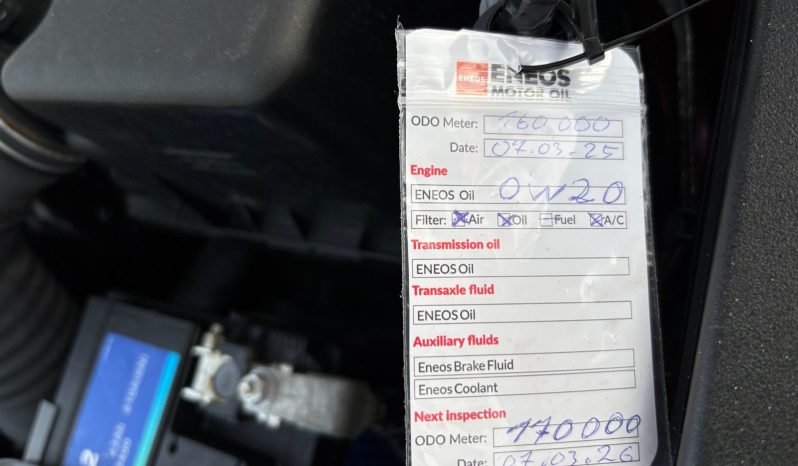 ENEOS
ENEOS
MOTOR OIL
ODO Meter: 160.000
Date: 07.03.25
Engine
ENEOS Oil 0W20
Filter: Air Oil Fuel A/C
Transmission oil
ENEOS Oil
Transaxle fluid
ENEOS Oil
Auxiliary fluids
Eneos Brake Fluid
Eneos Coolant
Next inspection
ODO Meter: 170000
Date: 07.03.26